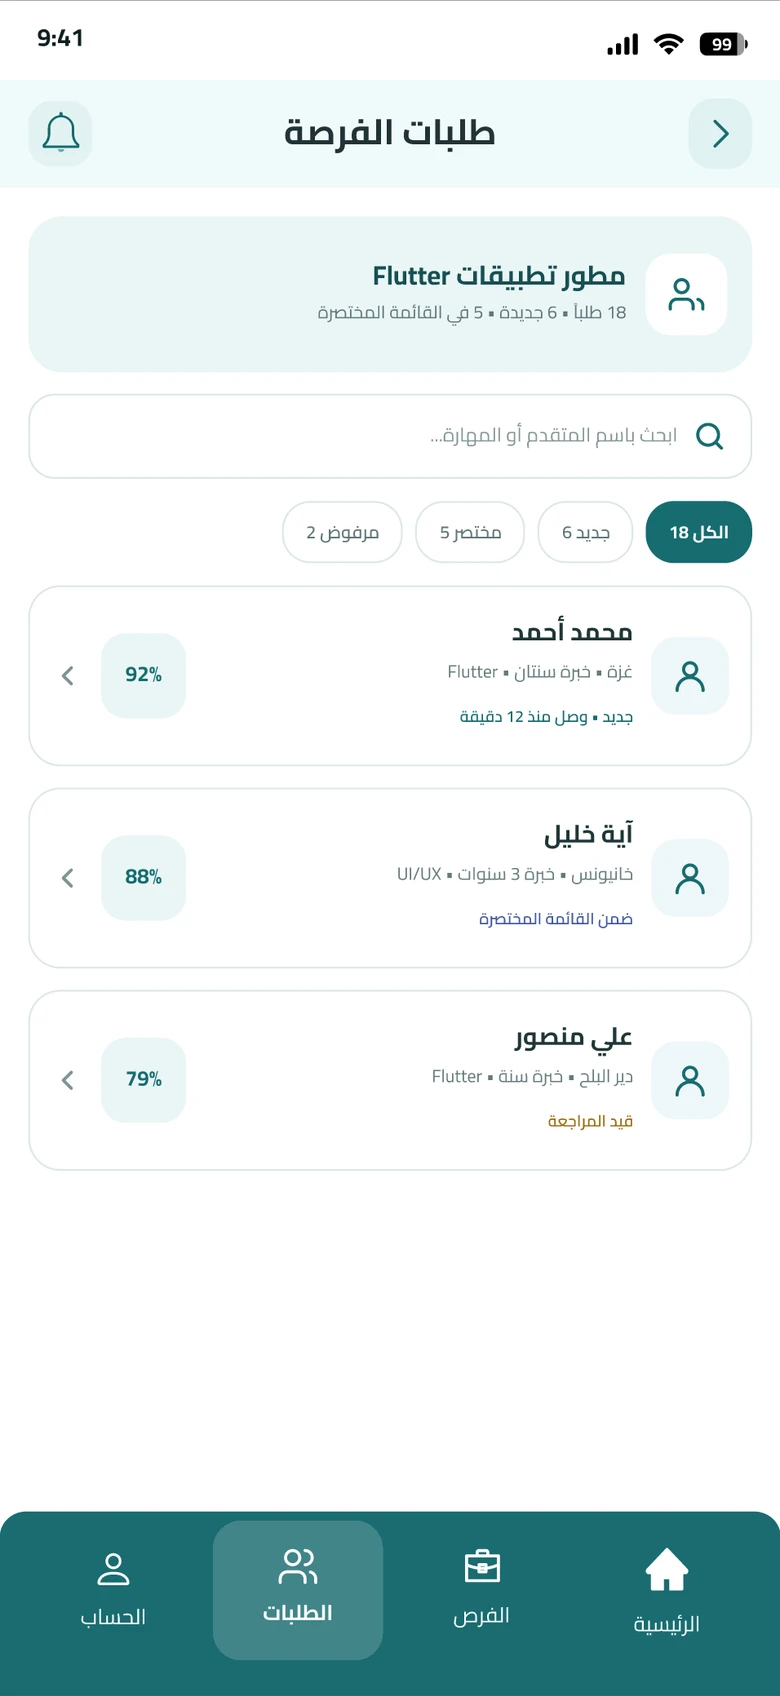 9:41
99
طلبات الفرصة
مطور تطبيقات Flutter
18 طلباً • 6 جديدة • 5 في القائمة المختصرة
ابحث باسم المتقدم أو المهارة...
الكل 18
جديد 6
مختصر 5
مرفوض 2
محمد أحمد
غزة • خبرة سنتان • Flutter
جديد • وصل منذ 12 دقيقة
92%
آية خليل
خانيونس • خبرة 3 سنوات • UI/UX
ضمن القائمة المختصرة
88%
علي منصور
دير البلح • خبرة سنة • Flutter
قيد المراجعة
79%
الرئيسية
الفرص
الطلبات
الحساب